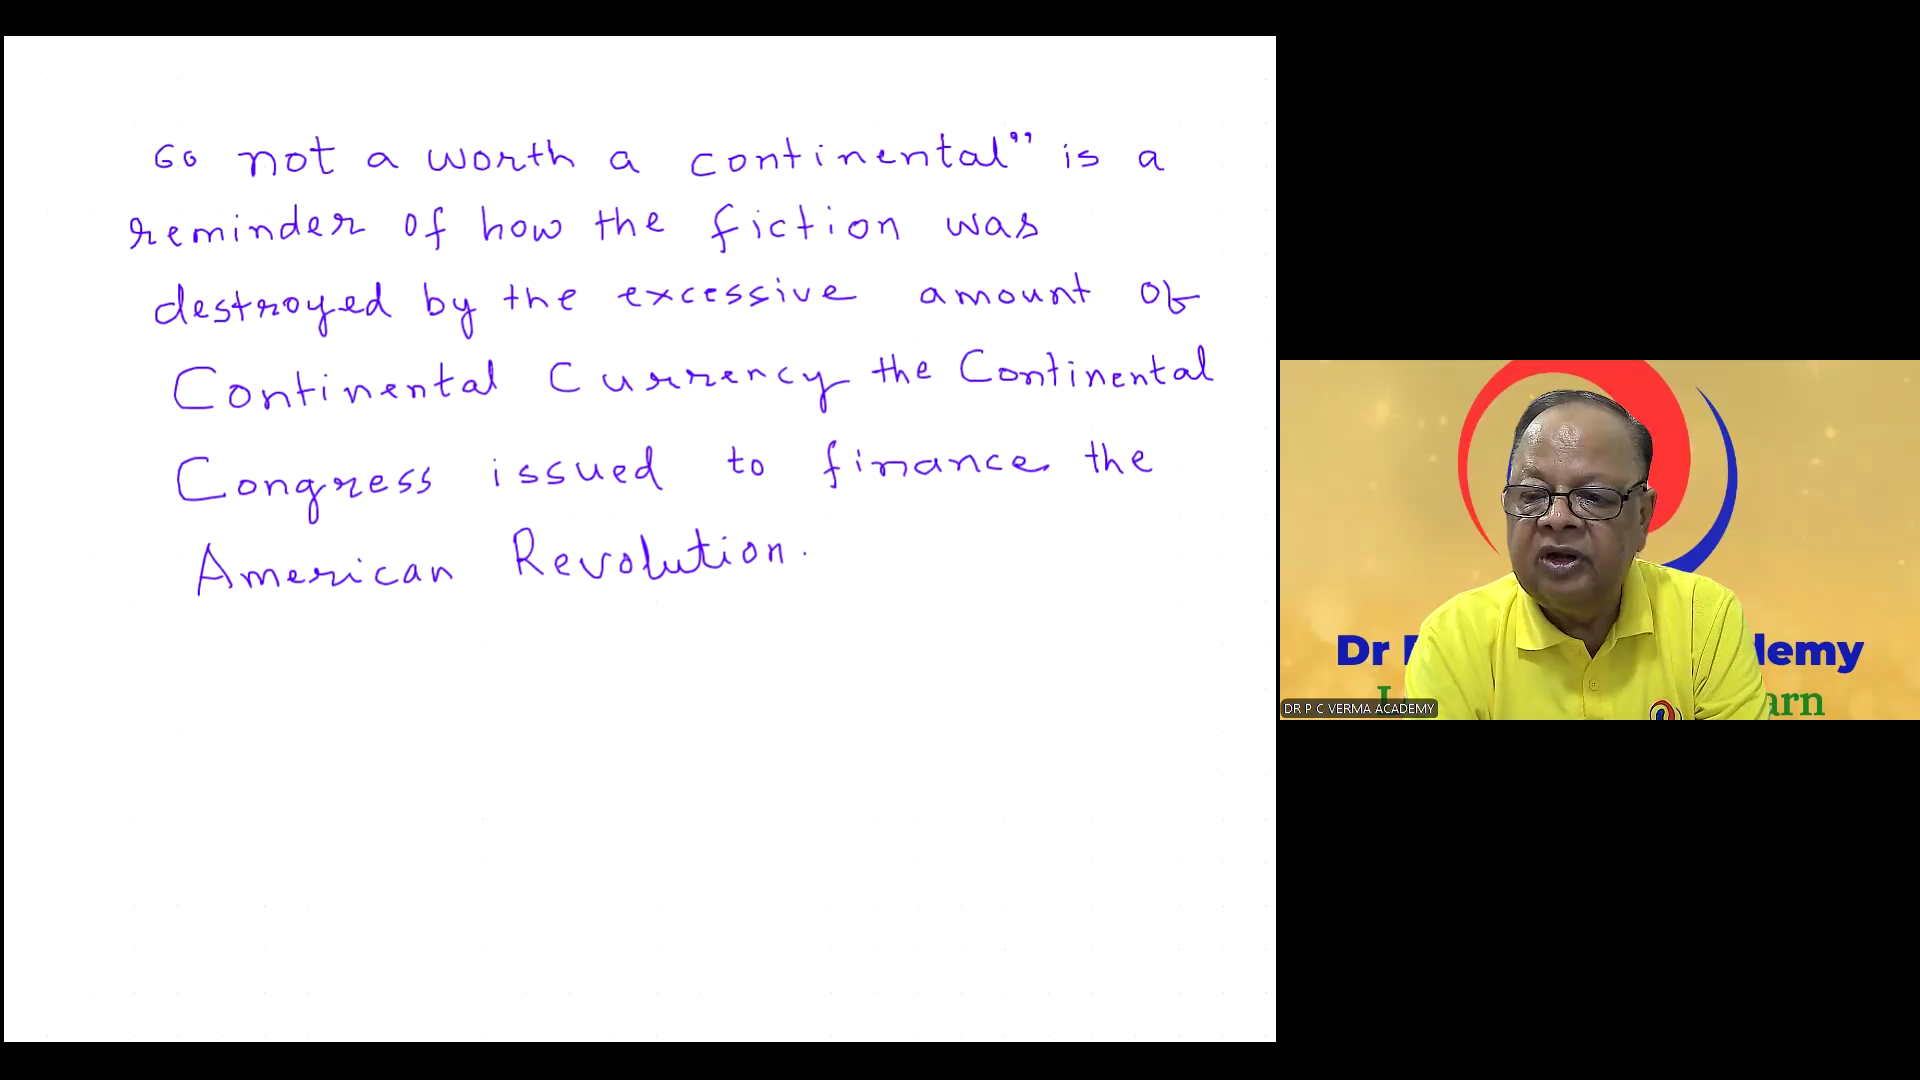 “ not a worth a continental” is a
reminder of how the fiction was
destroyed by the excessive amount of
Continental Currency the Continental
Congress issued to finance the
American Revolution.
Dr demy
L arn
DR P C VERMA ACADEMY